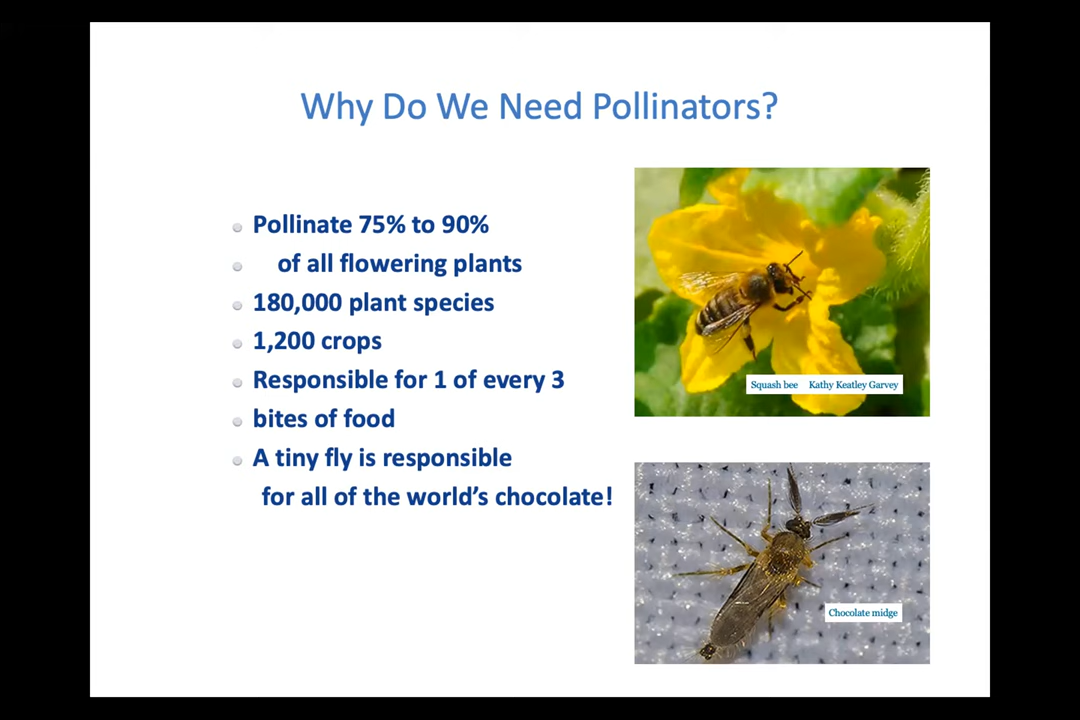 Why Do We Need Pollinators?
Pollinate 75% to 90%
of all flowering plants
180,000 plant species
1,200 crops
Responsible for 1 of every 3
bites of food
A tiny fly is responsible
for all of the world’s chocolate!
Squash bee Kathy Keatley Garvey
Chocolate midge